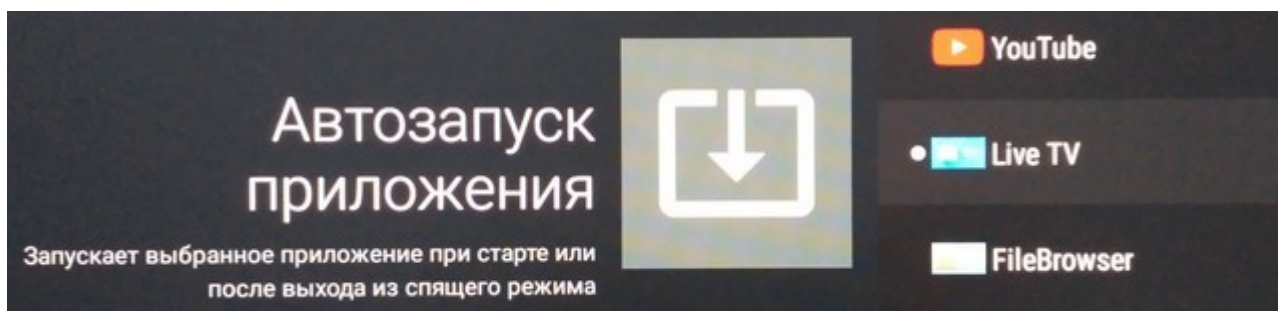 Автозапуск
приложения
Запускает выбранное приложение при старте или
после выхода из спящего режима
YouTube
Live TV
FileBrowser